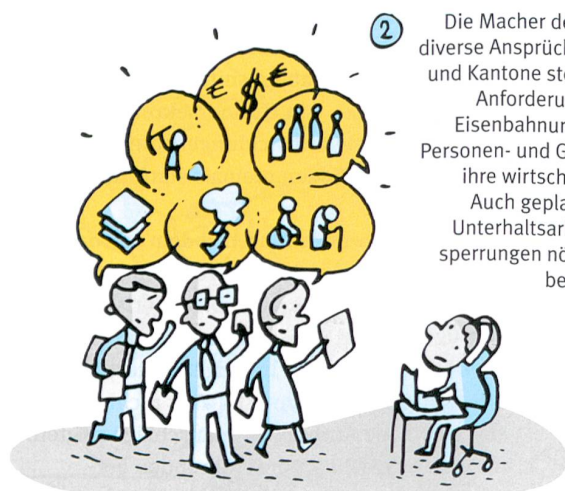 2
Die Macher de
diverse Ansprüch
und Kantone ste
Anforderu
Eisenbahnun
Personen- und G
ihre wirtsch
Auch gepla
Unterhaltsar
sperrungen nö
be
€ $ €